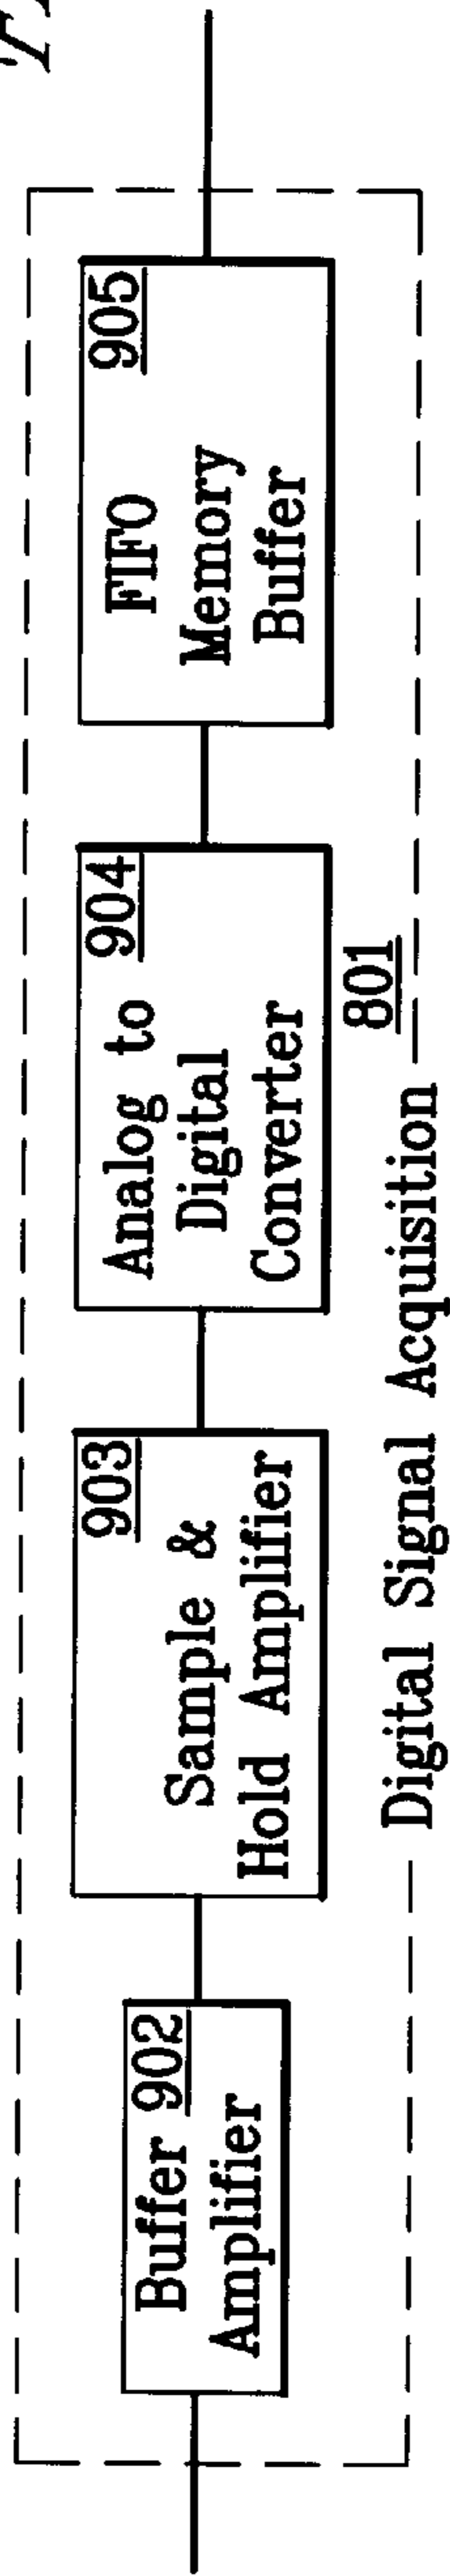 Buffer 902
Amplifier
903
Sample &
Hold Amplifier
904
Analog to
Digital
Converter
905
FIFO
Memory
Buffer
801
Digital Signal Acquisition